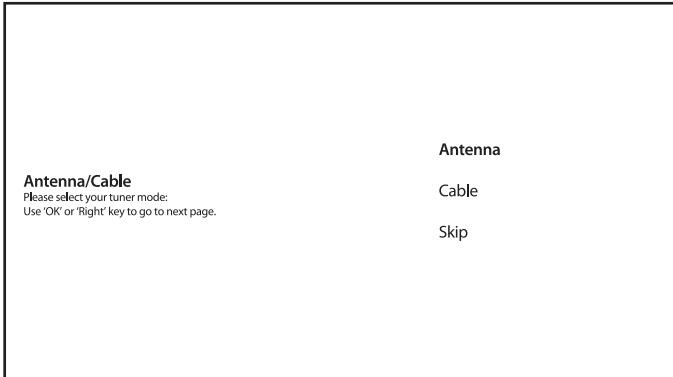 Antenna/Cable
Please select your tuner mode:
Use ‘OK’ or ‘Right’ key to go to next page.
Antenna
Cable
Skip